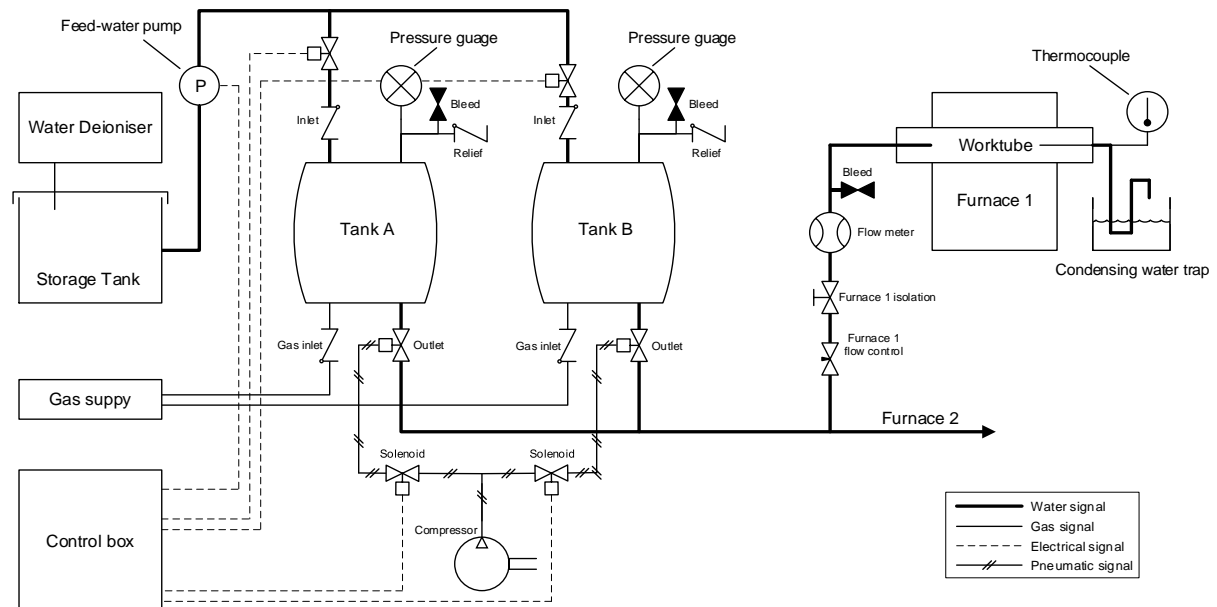 Feed-water pump
P
Water Deioniser
Storage Tank
Pressure guage
Bleed
Inlet
Relief
Tank A
Gas inlet
Outlet
Pressure guage
Bleed
Inlet
Relief
Tank B
Gas inlet
Outlet
Thermocouple
Worktube
Furnace 1
Bleed
Flow meter
Condensing water trap
Furnace 1 isolation
Furnace 1
flow control
Gas suppy
Furnace 2
Solenoid
Solenoid
Compressor
Control box
Water signal
Gas signal
Electrical signal
Pneumatic signal